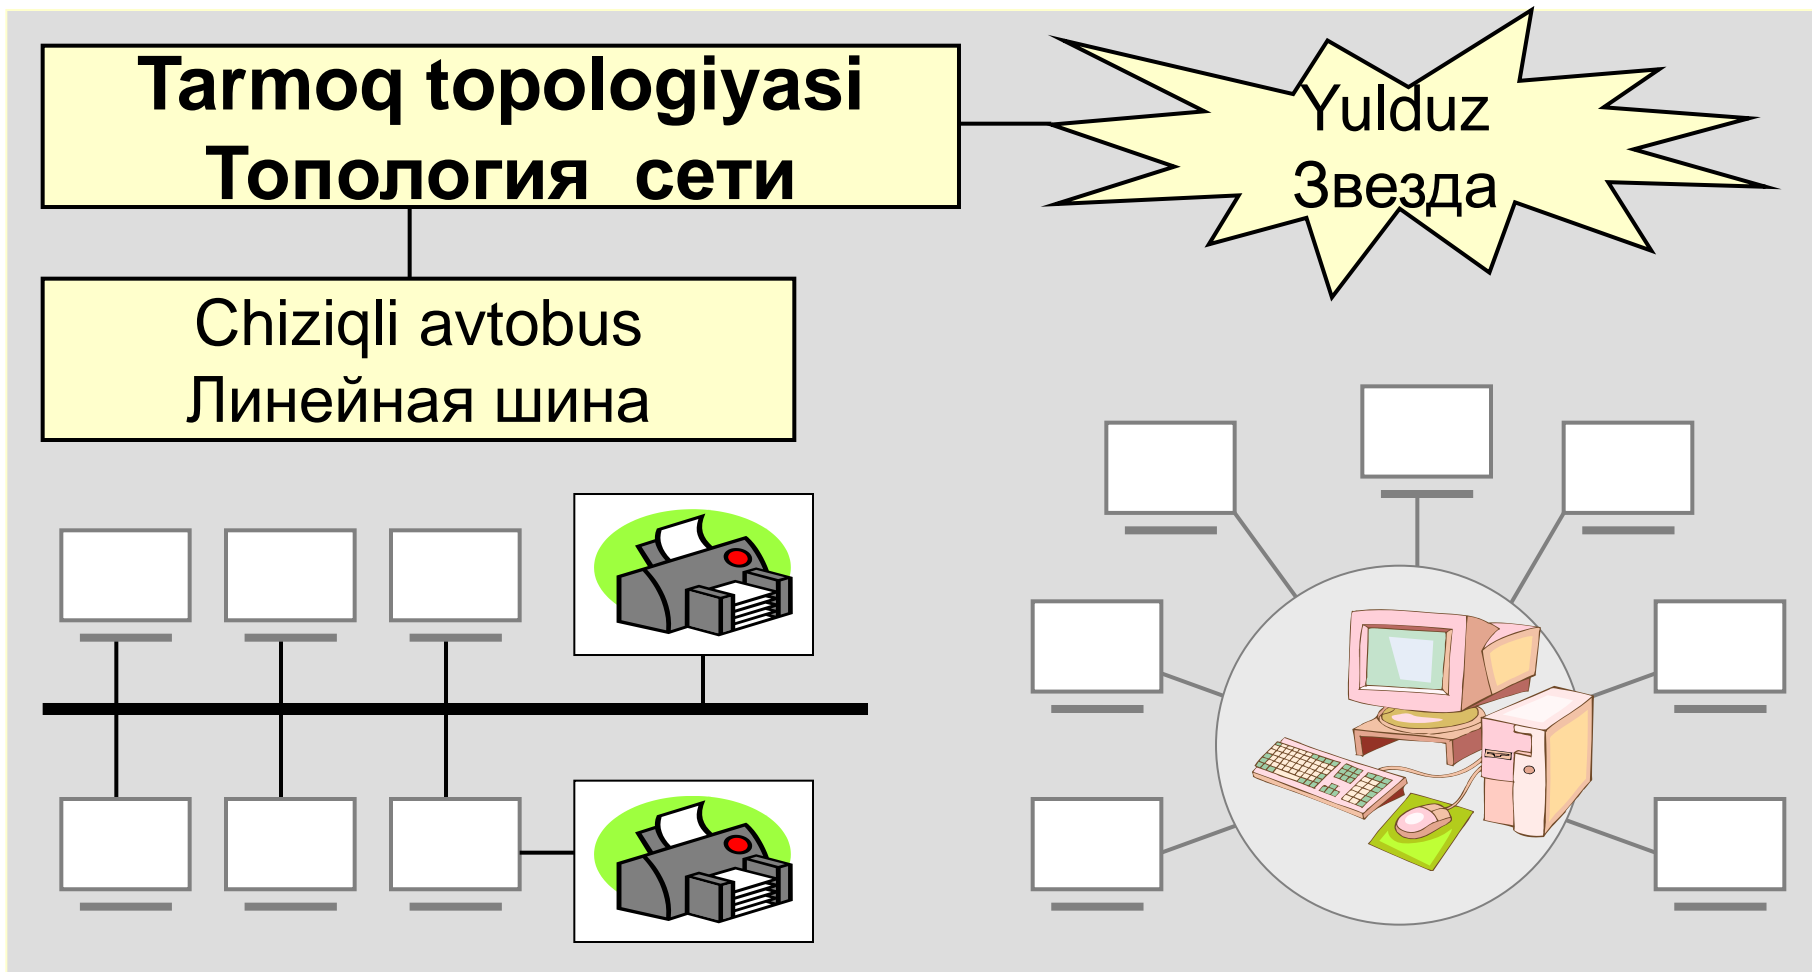 Tarmoq topologiyasi
Топология сети
Yulduz
Звезда
Chiziqli avtobus
Линейная шина